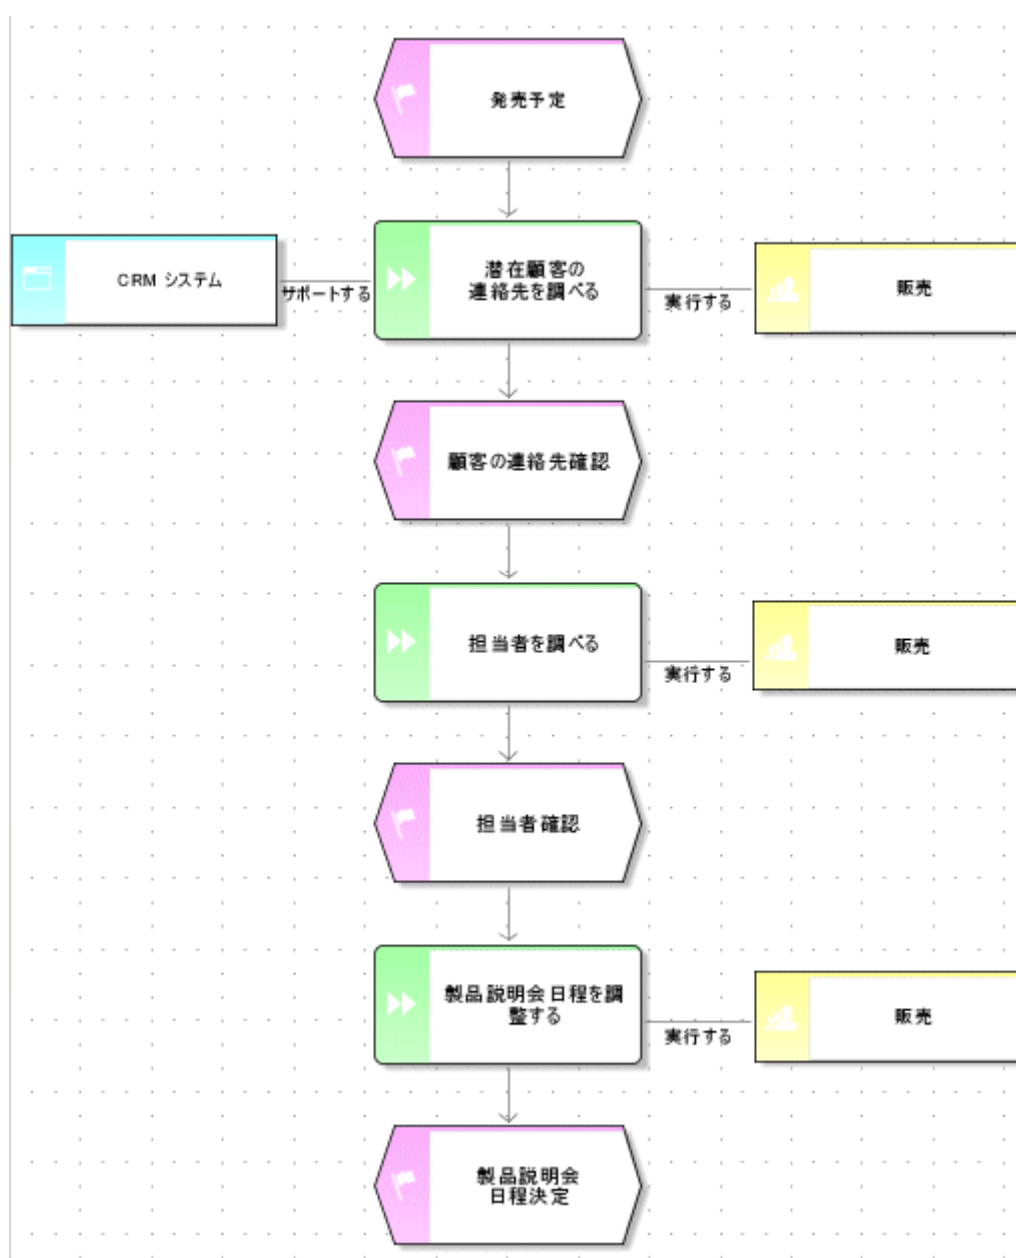 発売予定
CRM システム
サポートする
潜在顧客の
連絡先を調べる
実行する
販売
顧客の連絡先確認
担当者を調べる
実行する
販売
担当者確認
製品説明会日程を調
整する
実行する
販売
製品説明会
日程決定